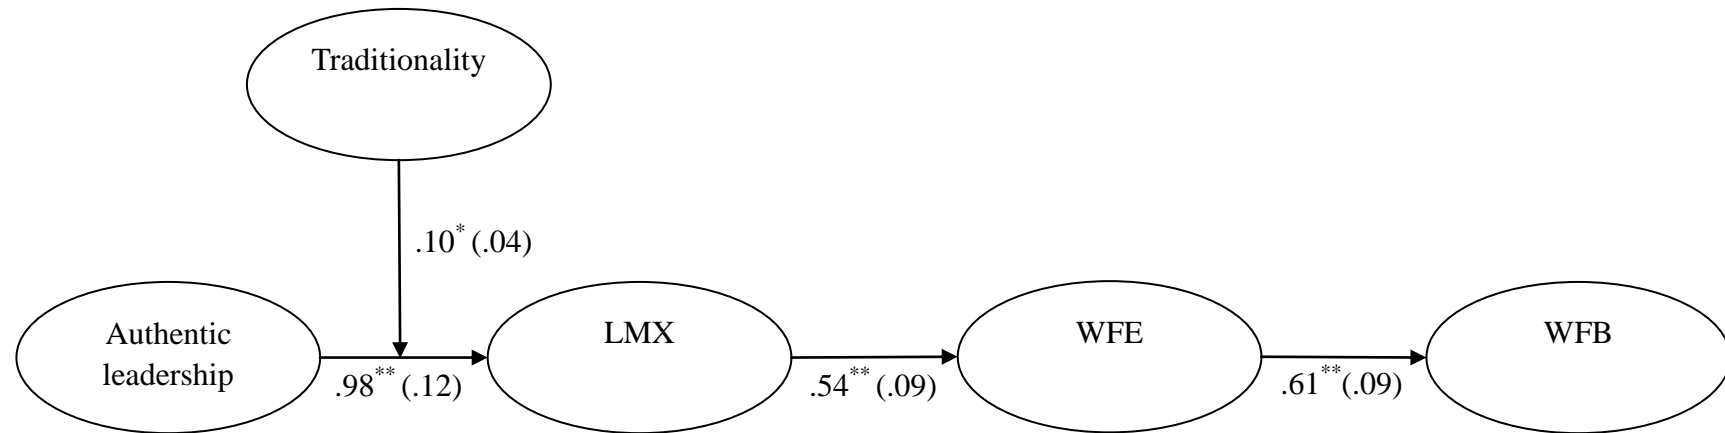 Traditionality
.10* (.04)
Authentic
leadership
LMX
WFE
WFB
.98** (.12)
.54** (.09)
.61** (.09)